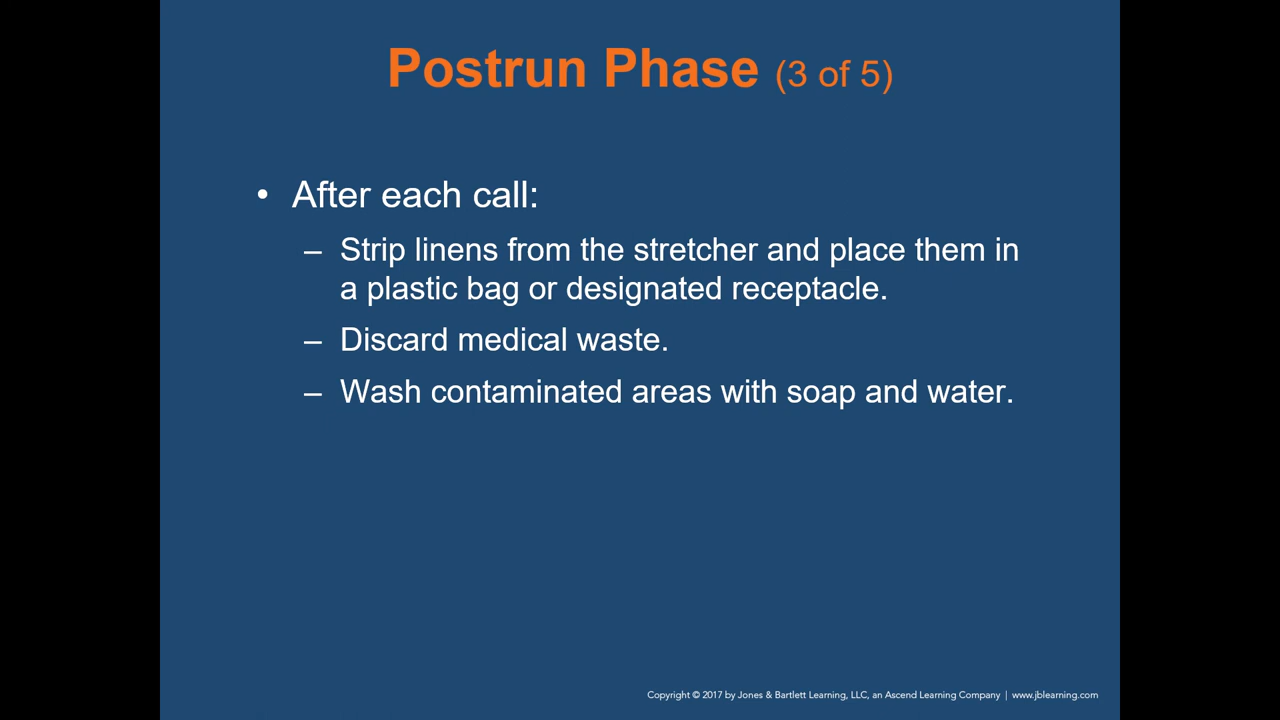 Postrun Phase (3 of 5)
• After each call:
– Strip linens from the stretcher and place them in
a plastic bag or designated receptacle.
– Discard medical waste.
– Wash contaminated areas with soap and water.
Copyright © 2017 by Jones & Bartlett Learning, LLC, an Ascend Learning Company | www.jblearning.com